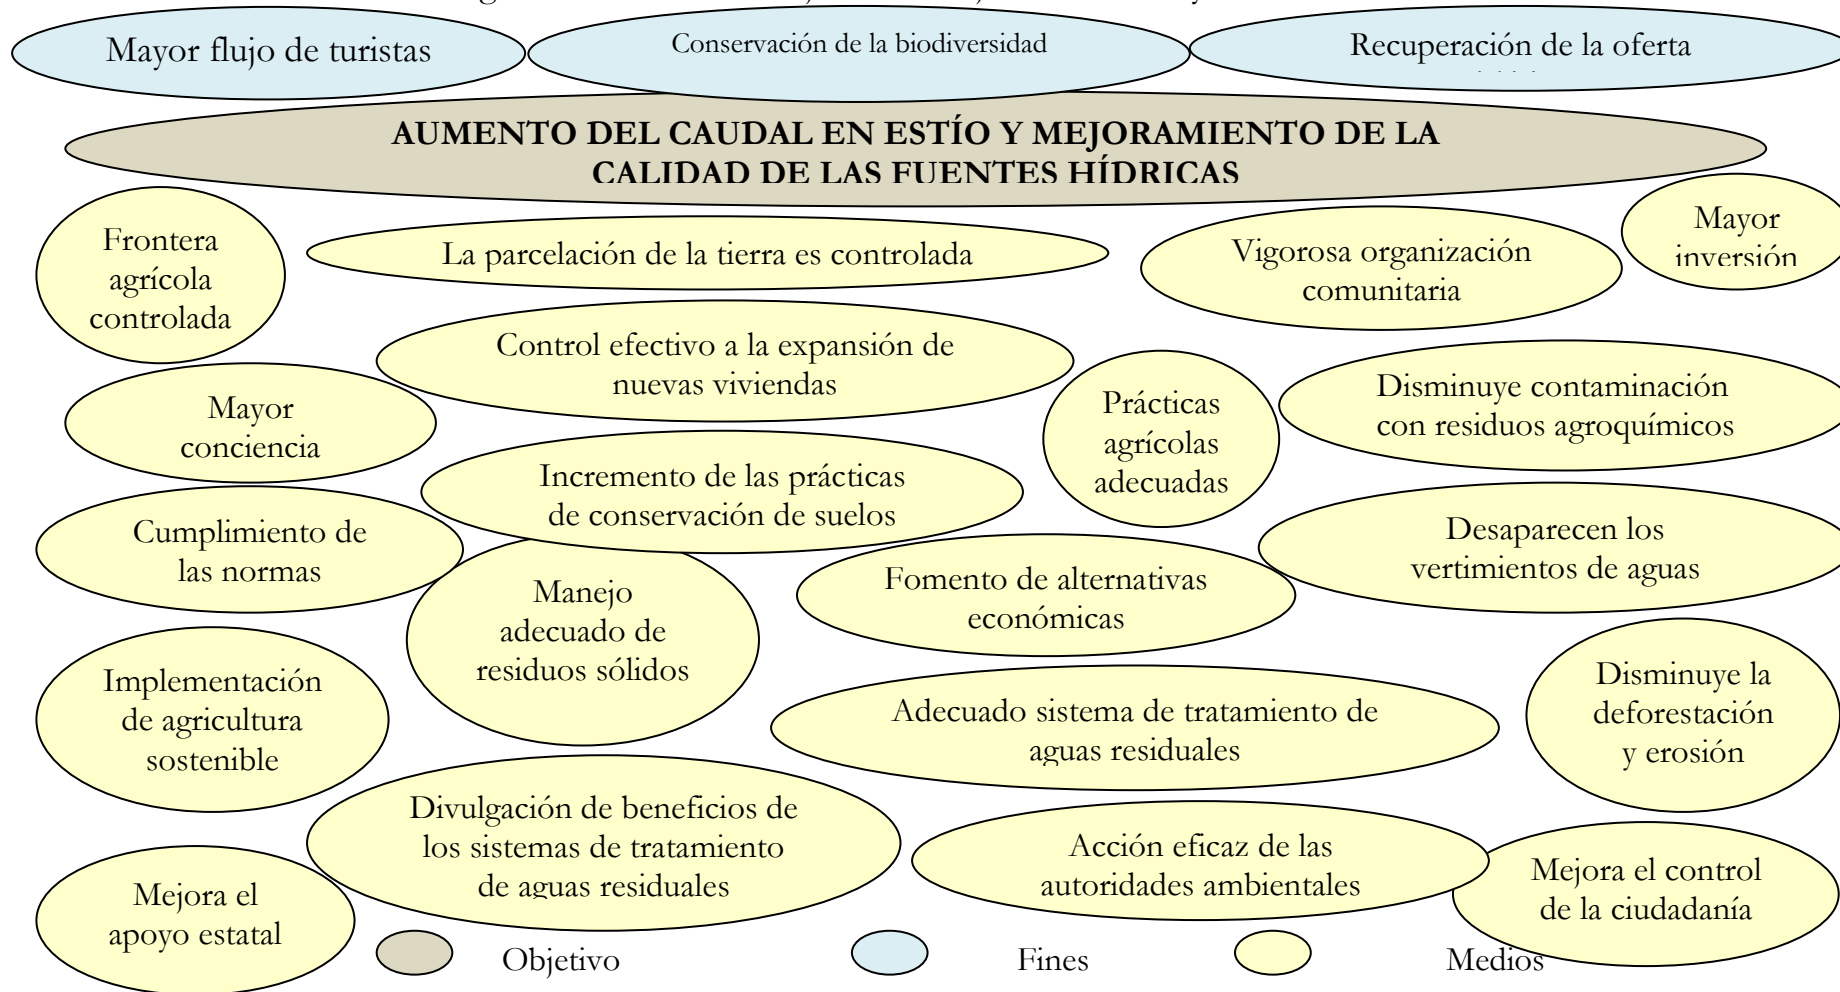 Mayor flujo de turistas
Conservación de la biodiversidad
Recuperación de la oferta
AUMENTO DEL CAUDAL EN ESTÍO Y MEJORAMIENTO DE LA
CALIDAD DE LAS FUENTES HÍDRICAS
Frontera
agrícola
controlada
La parcelación de la tierra es controlada
Vigorosa organización
comunitaria
Mayor
inversión
Control efectivo a la expansión de
nuevas viviendas
Mayor
conciencia
Prácticas
agrícolas
adecuadas
Disminuye contaminación
con residuos agroquímicos
Incremento de las prácticas
de conservación de suelos
Cumplimiento de
las normas
Desaparecen los
vertimientos de aguas
Manejo
adecuado de
residuos sólidos
Fomento de alternativas
económicas
Implementación
de agricultura
sostenible
Adecuado sistema de tratamiento de
aguas residuales
Disminuye la
deforestación
y erosión
Divulgación de beneficios de
los sistemas de tratamiento
de aguas residuales
Acción eficaz de las
autoridades ambientales
Mejora el control
de la ciudadanía
Mejora el
apoyo estatal
Objetivo
Fines
Medios